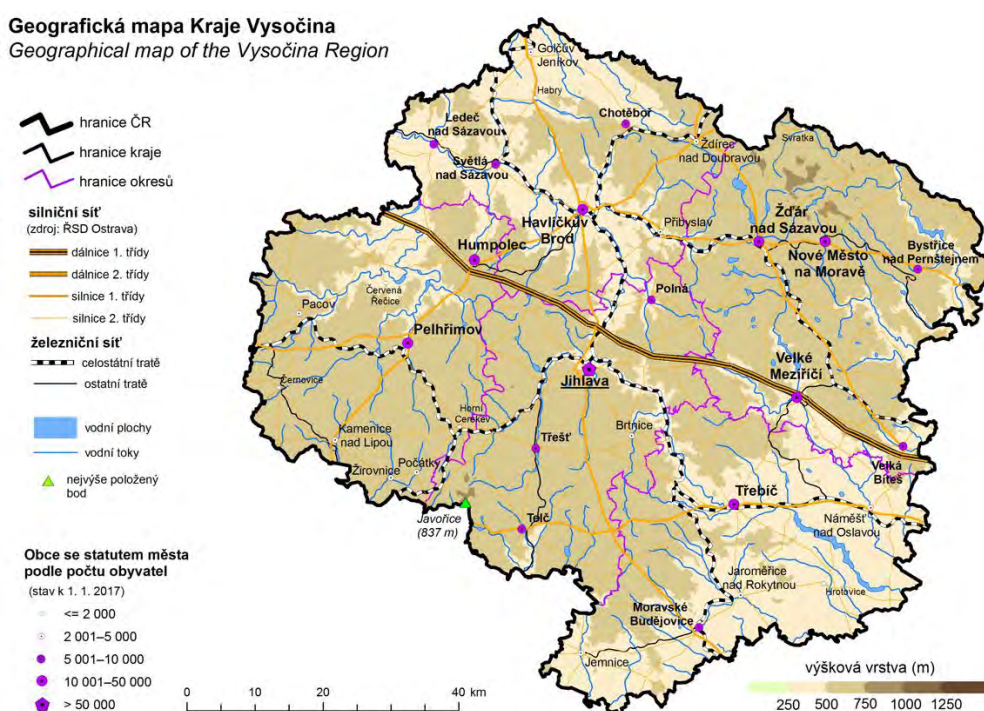 Geografická mapa Kraje Vysočina
Geographical map of the Vysočina Region
hranice ČR
hranice kraje
hranice okresů
silniční síť
(zdroj: ŘSD Ostrava)
dálnice 1. třídy
dálnice 2. třídy
silnice 1. třídy
silnice 2. třídy
železniční síť
celostátní tratě
ostatní tratě
vodní plochy
vodní toky
nejvýše položený
bod
Obce se statutem města
podle počtu obyvatel
(stav k 1. 1. 2017)
<= 2 000
2 001–5 000
5 001–10 000
10 001–50 000
> 50 000
Golčův
Jeníkov
Habry
Chotěboř
Ledeč
nad Sázavou
Světlá
nad Sázavou
Ždírec
nad Doubravou
Svratka
Havlíčkův
Brod
Přibyslav
Žďár
nad Sázavou
Nové Město
na Moravě
Bystřice
nad Pernštejnem
Humpolec
Červená
Řečice
Pacov
Polná
Pelhřimov
Velké
Meziříčí
Jihlava
Černovice
Horní
Cerekev
Kamenice
nad Lipou
Třešť
Brtnice
Počátky
Žirovnice
Velká
Bíteš
Javořice
(837 m)
Telč
Třebíč
Náměšť
nad Oslavou
Jaroměřice
nad Rokytnou
Hrotovice
Moravské
Budějovice
Jemnice
0 10 20 40 km
výšková vrstva (m)
250 500 750 1000 1250